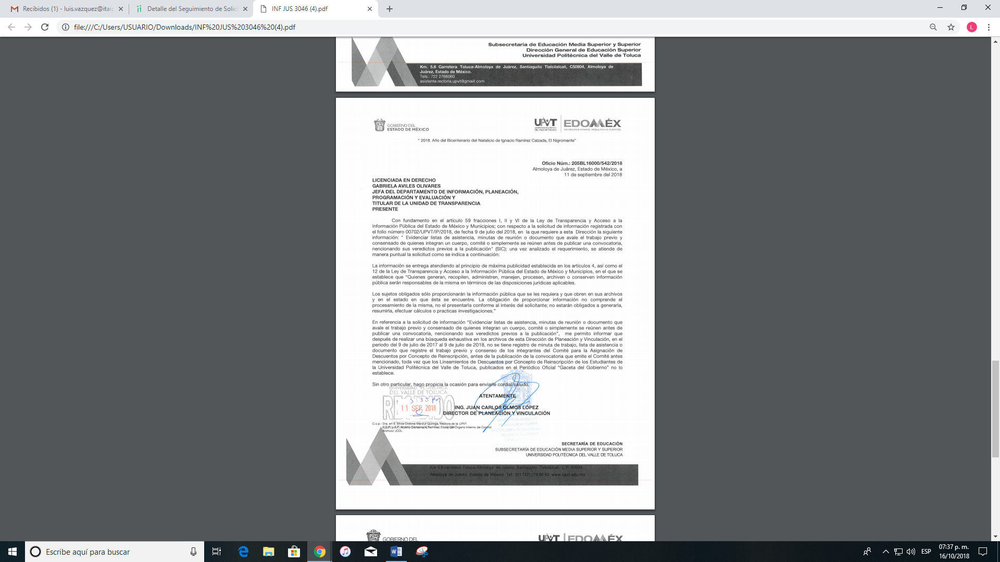 Recibidos (1) - luis.vazquez@itaip
Detalle del Seguimiento de Solici
INF JUS 3046 (4).pdf
file:///C:/Users/USUARIO/Downloads/INF%20JUS%203046%20(4).pdf
L
Subsecretaría de Educación Media Superior y Superior
Dirección General de Educación Superior
Universidad Politécnica del Valle de Toluca
Km. 5.6 Carretera Toluca-Almoloya de Juárez, Santiaguito Tlalcilalcali, C50904, Almoloya de
Juárez, Estado de México.
Tels.: 722 2766060
asistente.rectoria.upvt@gmaill.com
GOBIERNO DEL
ESTADO DE MÉXICO
UPVT
UNIVERSIDAD POLITÉCNICA
DEL VALLE DE TOLUCA
EDOMÉX
DECISIONES FIRMES, RESULTADOS FUERTES.
" 2018. Año del Bicentenario del Natalicio de Ignacio Ramírez Calzada, El Nigromante"
Oficio Núm.: 205BL16000/542/2018
Almoloya de Juárez, Estado de México, a
11 de septiembre del 2018
LICENCIADA EN DERECHO
GABRIELA AVILES OLIVARES
JEFA DEL DEPARTAMENTO DE INFORMACIÓN, PLANEACIÓN,
PROGRAMACIÓN Y EVALUACIÓN Y
TITULAR DE LA UNIDAD DE TRANSPARENCIA
PRESENTE
Con fundamento en el artículo 59 fracciones I, II y VI de la Ley de Transparencia y Acceso a la
Información Pública del Estado de México y Municipios; con respecto a la solicitud de información registrada con
el folio número 00702/UPVT/IP/2018, de fecha 9 de julio del 2018, en la que requiere a esta Dirección la siguiente
información: " Evidenciar listas de asistencia, minutas de reunión o documento que avale el trabajo previo y
consensado de quienes integran un cuerpo, comité o simplemente se reúnen antes de publicar una convocatoria,
nencionando sus veredictos previos a la publicación" (SIC); una vez analizado el requerimiento, se atiende de
manera puntual la solicitud como se indica a continuación:
La información se entrega atendiendo al principio de máxima publicidad establecida en los artículos 4, así como el
12 de la Ley de Transparencia y Acceso a la Información Pública del Estado de México y Municipios, en el que se
establece que "Quienes generan, recopilen, administren, manejen, procesen, archiven o conserven información
pública serán responsables de la misma en términos de las disposiciones jurídicas aplicables.
Los sujetos obligados sólo proporcionarán la información pública que se les requiera y que obren en sus archivos
y en el estado en que ésta se encuentre. La obligación de proporcionar información no comprende el
procesamiento de la misma, no el presentarla conforme al interés del solicitante; no estarán obligados a generarla,
resumirla, efectuar cálculos o practicas investigaciones."
En referencia a la solicitud de información "Evidenciar listas de asistencia, minutas de reunión o documento que
avale el trabajo previo y consensado de quienes integran un cuerpo, comité o simplemente se reúnen antes de
publicar una convocatoria, nencionando sus veredictos previos a la publicación", me permito informar que
después de realizar una búsqueda exhaustiva en los archivos de esta Dirección de Planeación y Vinculación, en el
periodo del 9 de julio de 2017 al 9 de julio de 2018, no se tiene registro de minuta de trabajo, lista de asistencia o
documento que registre el trabajo previo y consenso de los integrantes del Comité para la Asignación de
Descuentos por Concepto de Reinscripción, antes de la publicación de la convocatoria que emite el Comité antes
mencionado, toda vez que los Lineamientos de Descuentos por Concepto de Reinscripción de los Estudiantes de
la Universidad Politécnica del Valle de Toluca, publicados en el Periódico Oficial "Gaceta del Gobierno" no lo
establece.
Sin otro particular, hago propicia la ocasión para enviarle cordial saludo.
UNIVERSIDAD POLITÉCNICA
DEL VALLE DE TOLUCA
RECIBIDO
3:35 PM
11 SEP 2018
ATENTAMENTE
ING. JUAN CARLOS OLMOS LÓPEZ
DIRECTOR DE PLANEACIÓN Y VINCULACIÓN
C.c.p.- Dra. en E. Silvia Cristina Manzur Quiroga, Rectora de la UPVT
Archivo/ JCOL
SECRETARÍA DE EDUCACIÓN
SUBSECRETARÍA DE EDUCACIÓN MEDIA SUPERIOR Y SUPERIOR
UNIVERSIDAD POLITÉCNICA DEL VALLE DE TOLUCA
Km 5.6 carretera Toluca-Almoloya de Juárez, Santiaguito Tlalcilalcali, C.P. 50904,
Almoloya de Juárez, Estado de México. Tel. (01 722) 276 60 60. www.upvt.edu.mx
GOBIERNO DEL
UPVT
EDOMÉX
Escribe aquí para buscar
ESP
07:37 p. m.
16/10/2018